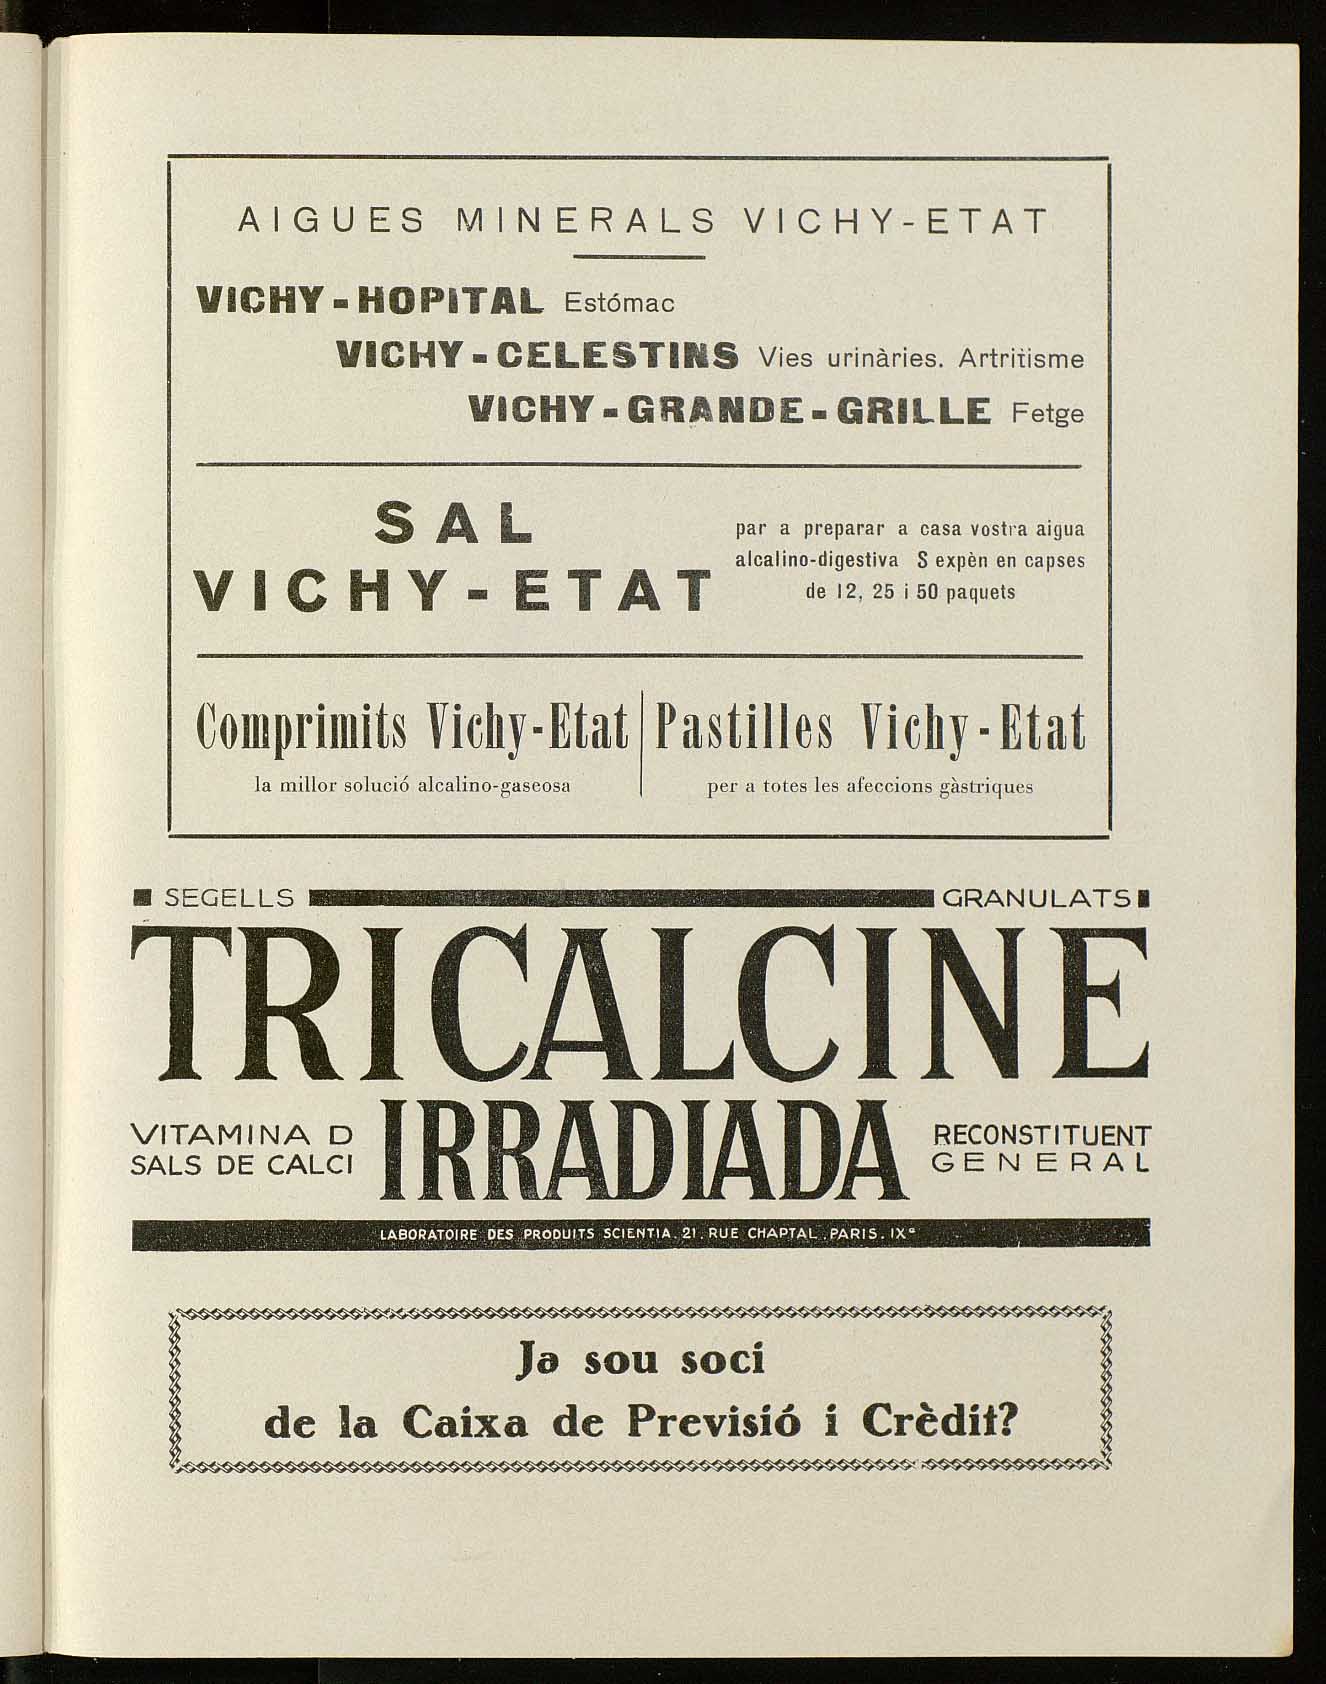 AIGUES MINERALS VICHY-ETAT
VICHY-HOPITAL Estómac
VICHY-CELESTINS Vies urinàries. Artritisme
VICHY-GRANDE-GRILLE Fetge
SAL
VICHY-ETAT
par a preparar a casa vostra aigua
alcalino-digestiva S expèn en capses
de 12, 25 i 50 paquets
Comprimits Vichy-Etat
la millor solució alcalino-gaseosa
Pastilles Vichy-Etat
per a totes les afeccions gàstriques
SEGELLS GRANULATS
TRICALCINE
IRRADIADA
VITAMINA D
SALS DE CALCI
RECONSTITUENT
GENERAL
LABORATOIRE DES PRODUITS SCIENTIA. 21. RUE CHAPTAL. PARIS. IXe
Ja sou soci
de la Caixa de Previsió i Crèdit?